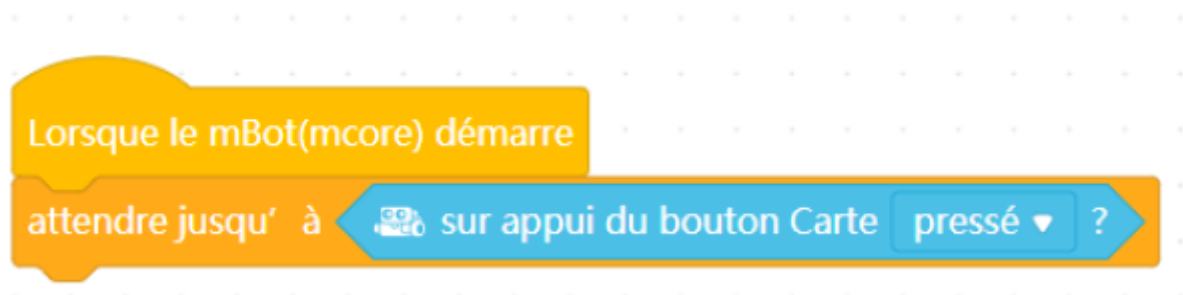 Lorsque le mBot(mcore) démarre
attendre jusqu' à sur appui du bouton Carte pressé ?